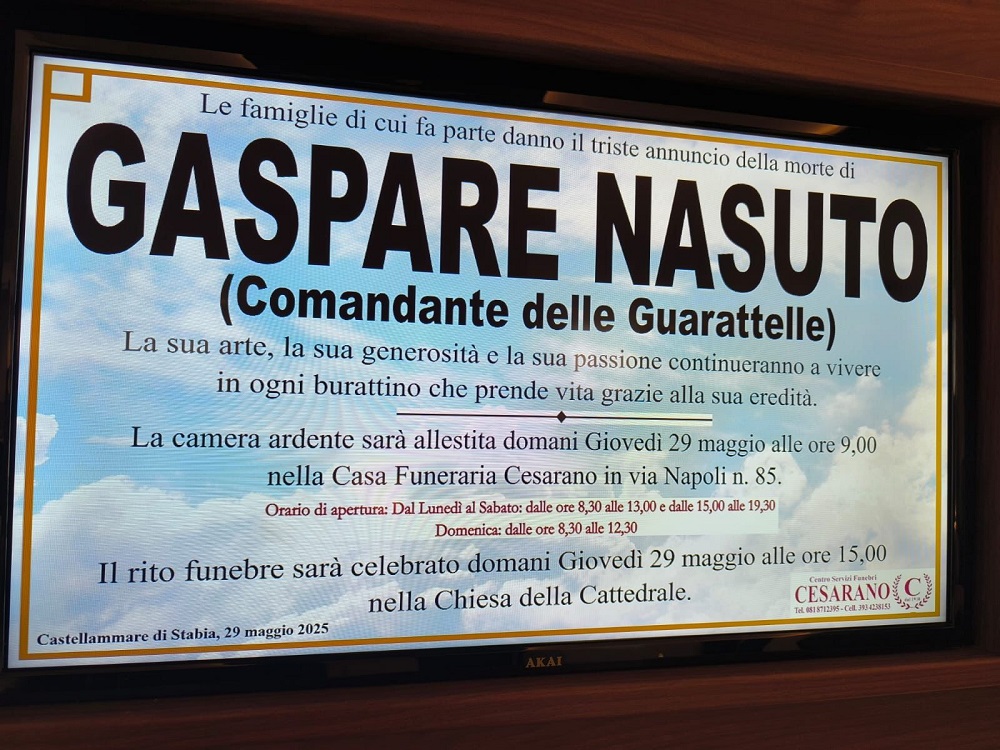 Le famiglie di cui fa parte danno il triste annuncio della morte di
GASPARE NASUTO
(Comandante delle Guarattelle)
La sua arte, la sua generosità e la sua passione continueranno a vivere
in ogni burattino che prende vita grazie alla sua eredità.
La camera ardente sarà allestita domani Giovedì 29 maggio alle ore 9,00
nella Casa Funeraria Cesarano in via Napoli n. 85.
Orario di apertura: Dal Lunedì al Sabato: dalle ore 8,30 alle 13,00 e dalle 15,00 alle 19,30
Domenica: dalle ore 8,30 alle 12,30
Il rito funebre sarà celebrato domani Giovedì 29 maggio alle ore 15,00
nella Chiesa della Cattedrale.
Centro Servizi Funebri
CESARANO C
Tel. 081 8712395 - Cell. 393 4238153
Castellammare di Stabia, 29 maggio 2025
AKAI